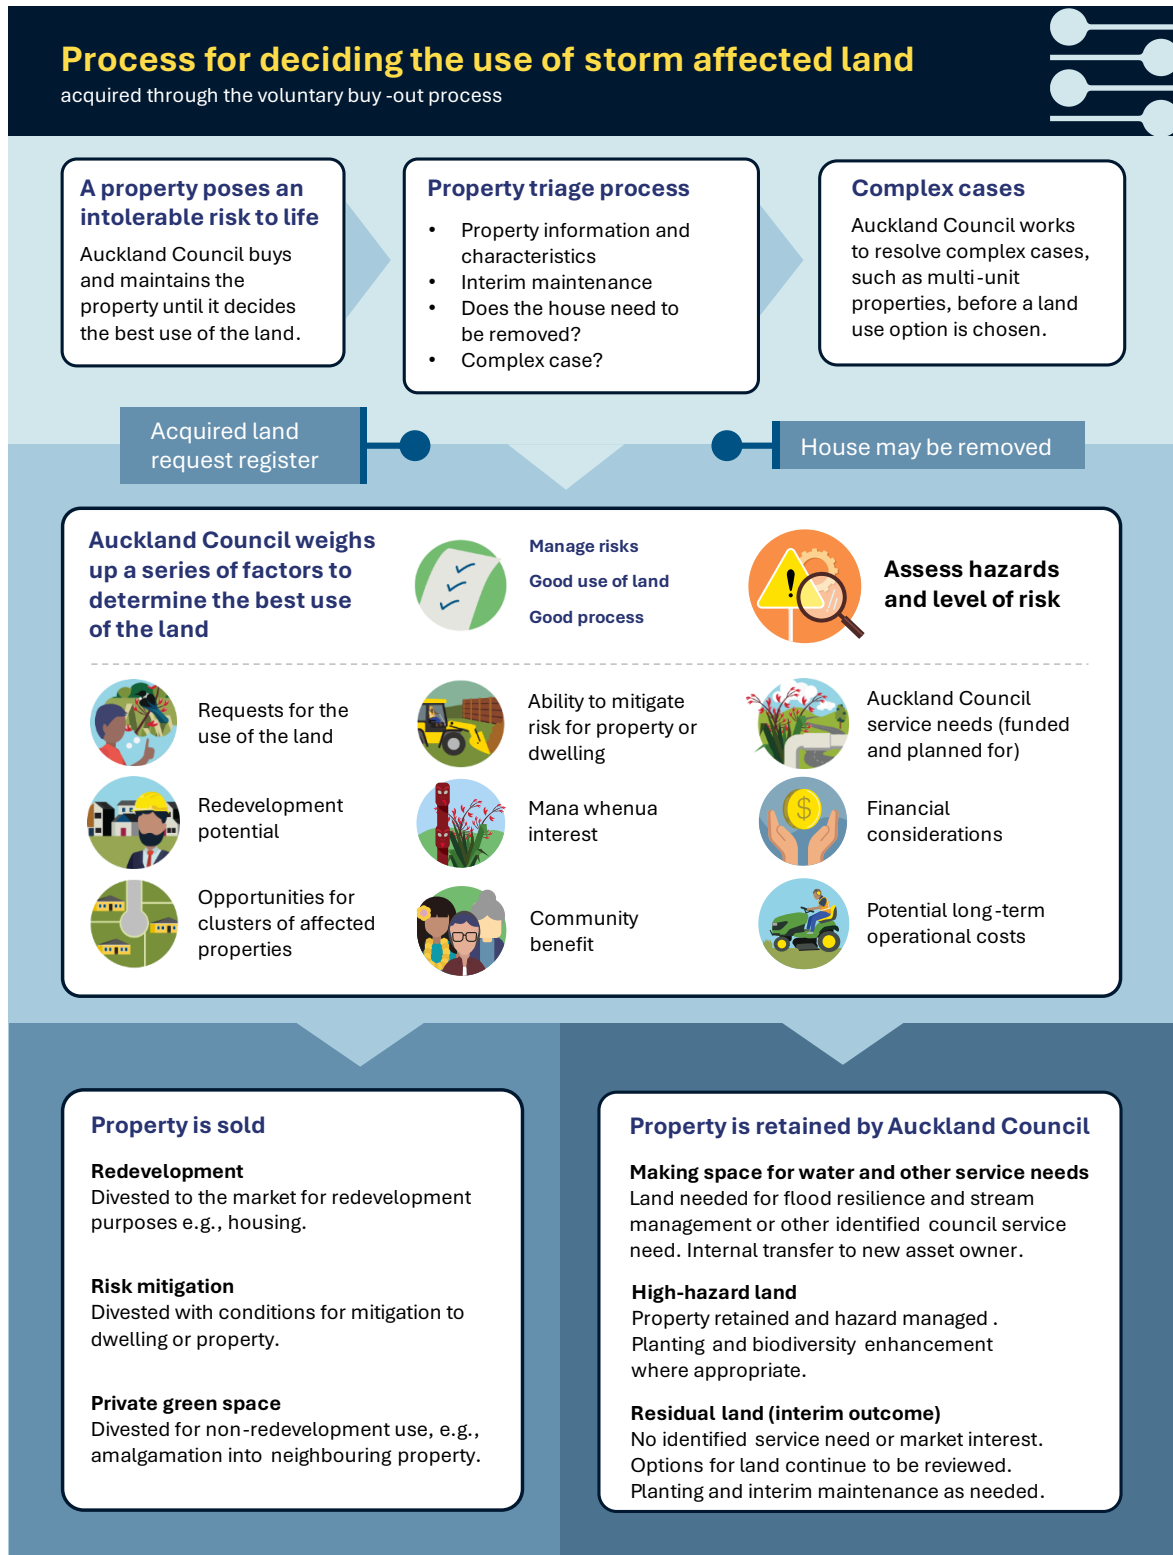 Process for deciding the use of storm affected land
acquired through the voluntary buy -out process
A property poses an
intolerable risk to life
Auckland Council buys
and maintains the
property until it decides
the best use of the land.
Property triage process
• Property information and
characteristics
• Interim maintenance
• Does the house need to
be removed?
• Complex case?
Complex cases
Auckland Council works
to resolve complex cases,
such as multi-unit
properties, before a land
use option is chosen.
Acquired land
request register
House may be removed
Auckland Council weighs
up a series of factors to
determine the best use
of the land
Manage risks
Good use of land
Good process
Assess hazards
and level of risk
Requests for the
use of the land
Ability to mitigate
risk for property or
dwelling
Auckland Council
service needs (funded
and planned for)
Redevelopment
potential
Mana whenua
interest
Financial
considerations
Opportunities for
clusters of affected
properties
Community
benefit
Potential long-term
operational costs
Property is sold
Redevelopment
Divested to the market for redevelopment
purposes e.g., housing.
Risk mitigation
Divested with conditions for mitigation to
dwelling or property.
Private green space
Divested for non-redevelopment use, e.g.,
amalgamation into neighbouring property.
Property is retained by Auckland Council
Making space for water and other service needs
Land needed for flood resilience and stream
management or other identified council service
need. Internal transfer to new asset owner.
High-hazard land
Property retained and hazard managed .
Planting and biodiversity enhancement
where appropriate.
Residual land (interim outcome)
No identified service need or market interest.
Options for land continue to be reviewed.
Planting and interim maintenance as needed.